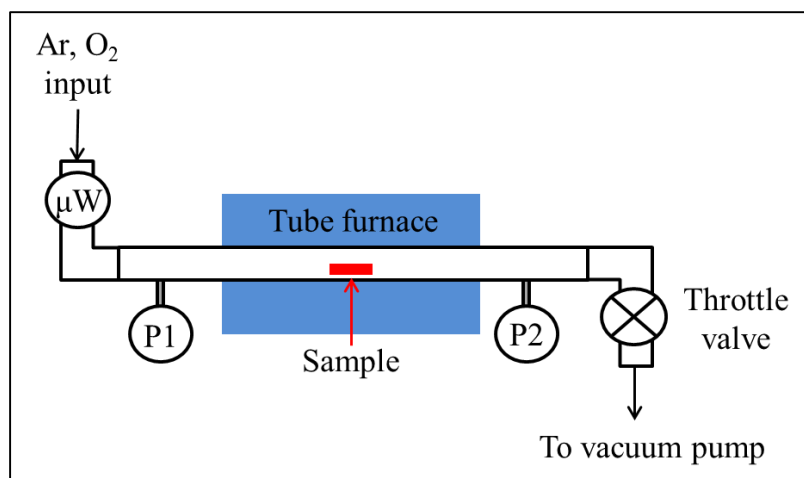 Ar, O₂
input
μW
Tube furnace
P1
P2
Sample
Throttle
valve
To vacuum pump